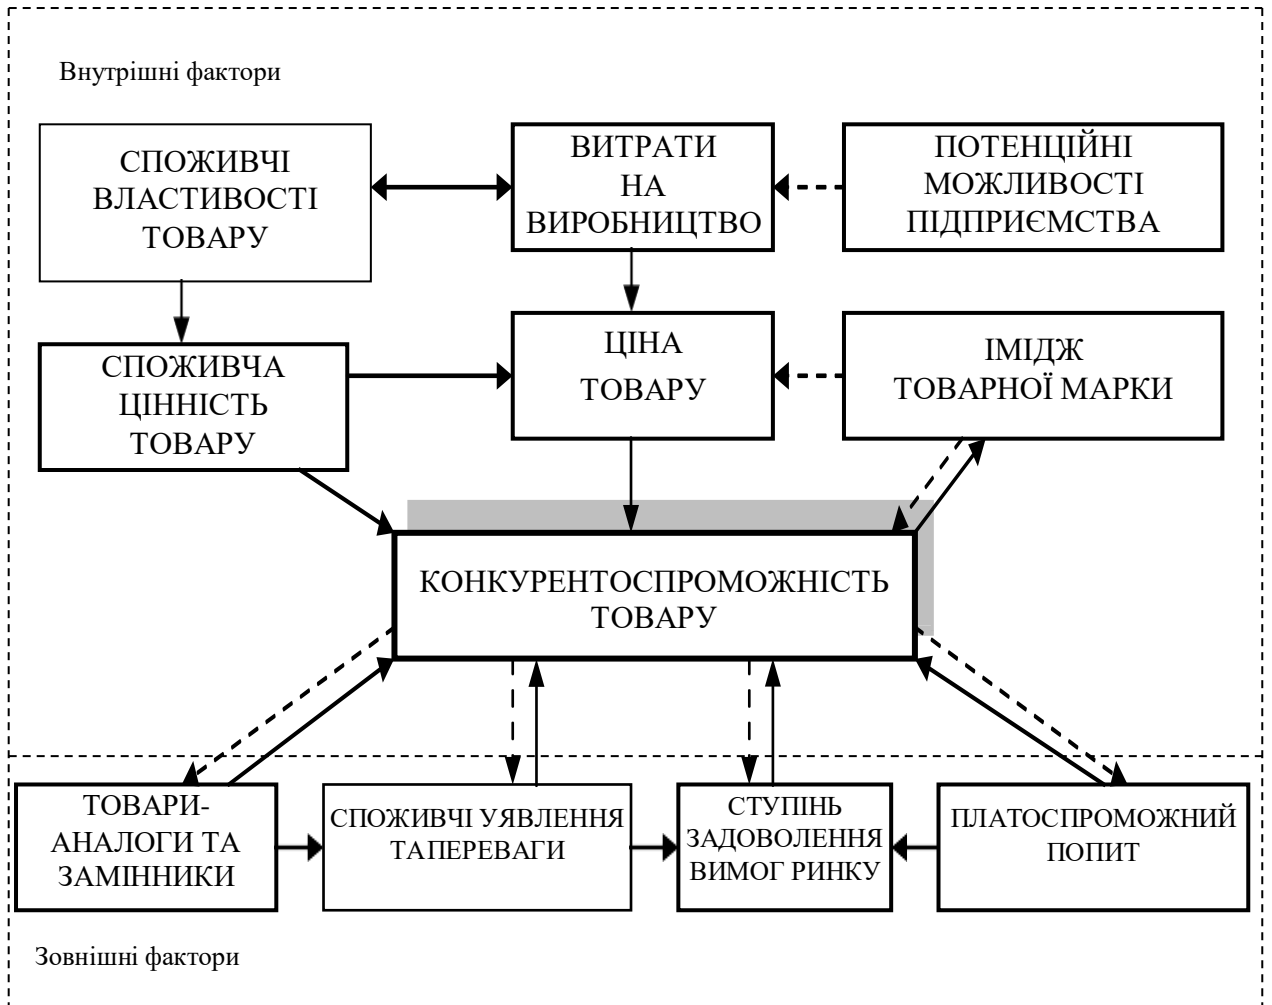 Внутрішні фактори
СПОЖИВЧІ
ВЛАСТИВОСТІ
ТОВАРУ
ВИТРАТИ
НА
ВИРОБНИЦТВО
ПОТЕНЦІЙНІ
МОЖЛИВОСТІ
ПІДПРИЄМСТВА
СПОЖИВЧА
ЦІННІСТЬ
ТОВАРУ
ЦІНА
ТОВАРУ
ІМІДЖ
ТОВАРНОЇ МАРКИ
КОНКУРЕНТОСПРОМОЖНІСТЬ
ТОВАРУ
ТОВАРИ-
АНАЛОГИ ТА
ЗАМІННИКИ
СПОЖИВЧІ УЯВЛЕННЯ
ТАПЕРЕВАГИ
СТУПІНЬ
ЗАДОВОЛЕННЯ
ВИМОГ РИНКУ
ПЛАТОСПРОМОЖНИЙ
ПОПИТ
Зовнішні фактори